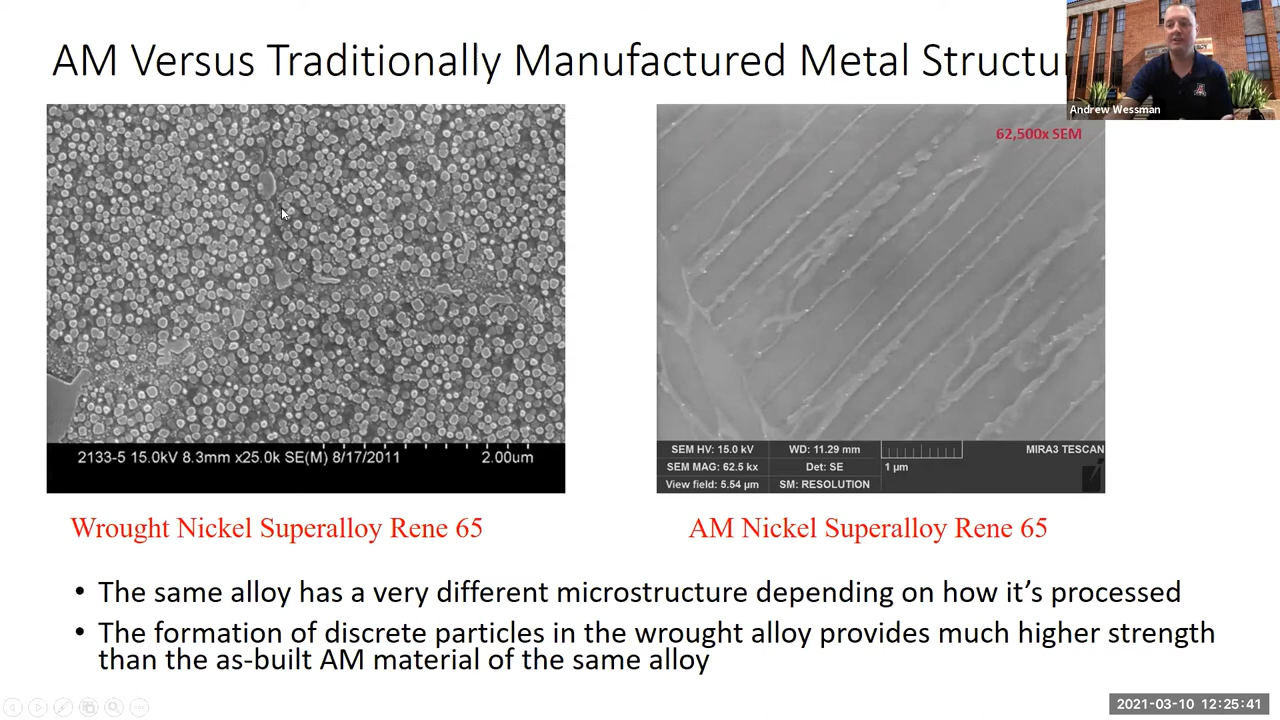 AM Versus Traditionally Manufactured Metal Structu
Andrew Wessman
62,500x SEM
2133-5 15.0kV 8.3mm x25.0k SE(M) 8/17/2011 2.00um
SEM HV: 15.0 kV WD: 11.29 mm MIRA3 TESCAN
SEM MAG: 62.5 kx Det: SE 1 µm
View field: 5.54 µm SM: RESOLUTION
Wrought Nickel Superalloy Rene 65
AM Nickel Superalloy Rene 65
• The same alloy has a very different microstructure depending on how it’s processed
• The formation of discrete particles in the wrought alloy provides much higher strength
than the as-built AM material of the same alloy
2021-03-10 12:25:41